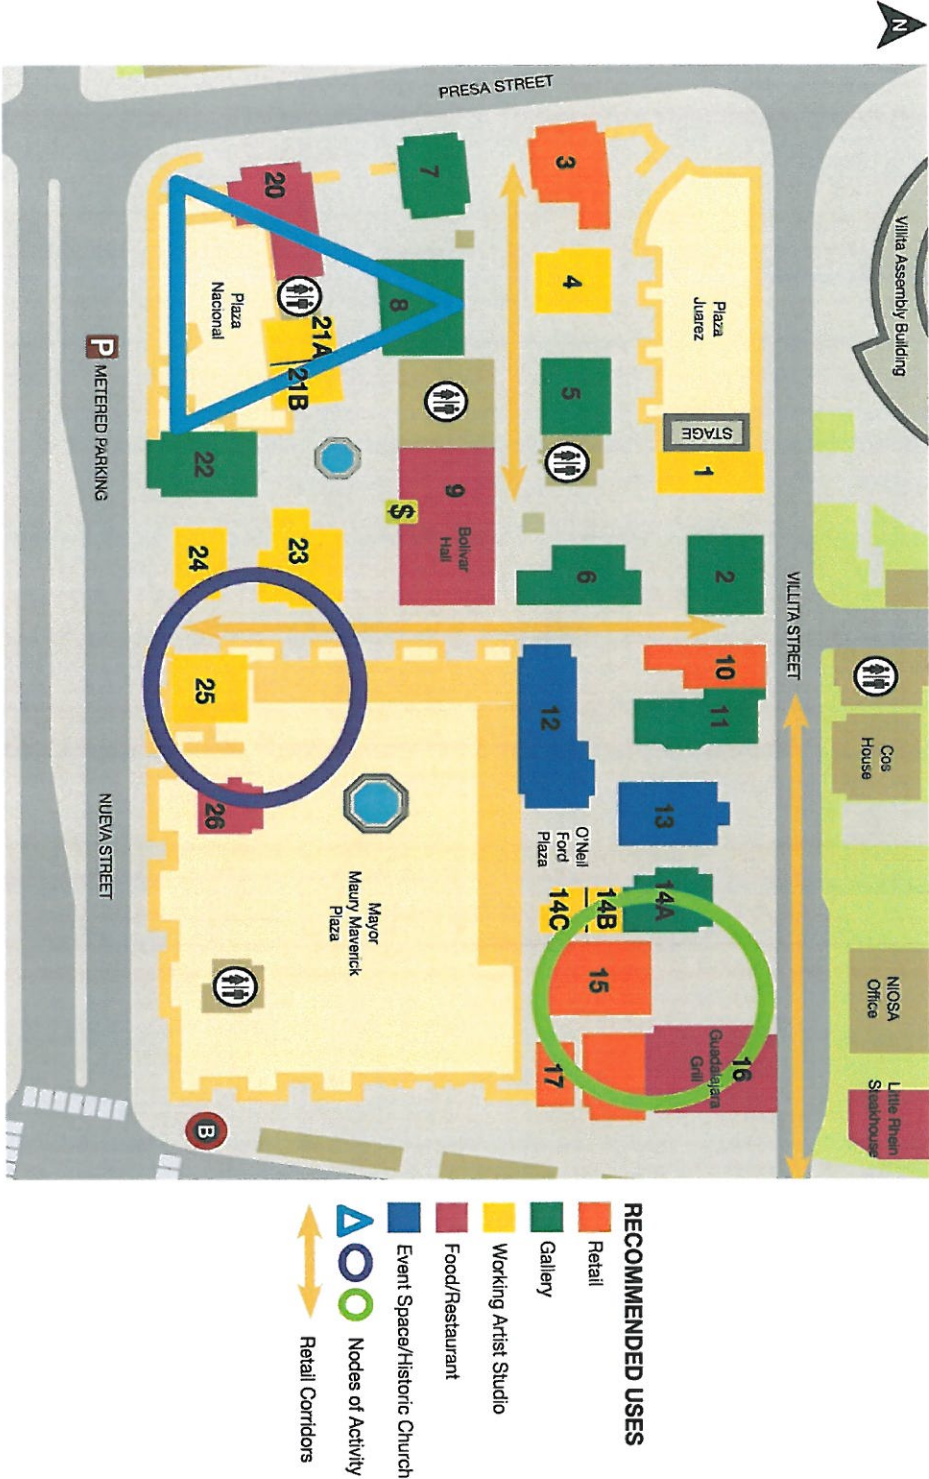 N
PRESA STREET
Villita Assembly Building
Plaza
Juarez
STAGE
3
7
20
4
8
Plaza
Nacional
21A
21B
5
1
P METERED PARKING
22
9
Bolivar
Hall
$
23
24
6
2
VILLITA STREET
10
11
12
25
Cos
House
13
26
O'Neil
Ford
Plaza
NUEVA STREET
Mayor
Maury Maverick
Plaza
14A
14B
14C
15
NIOSA
Office
16
Guadalajara
Grill
17
Little Rhein
Steakhouse
B
RECOMMENDED USES
Retail
Gallery
Working Artist Studio
Food/Restaurant
Event Space/Historic Church
Nodes of Activity
Retail Corridors